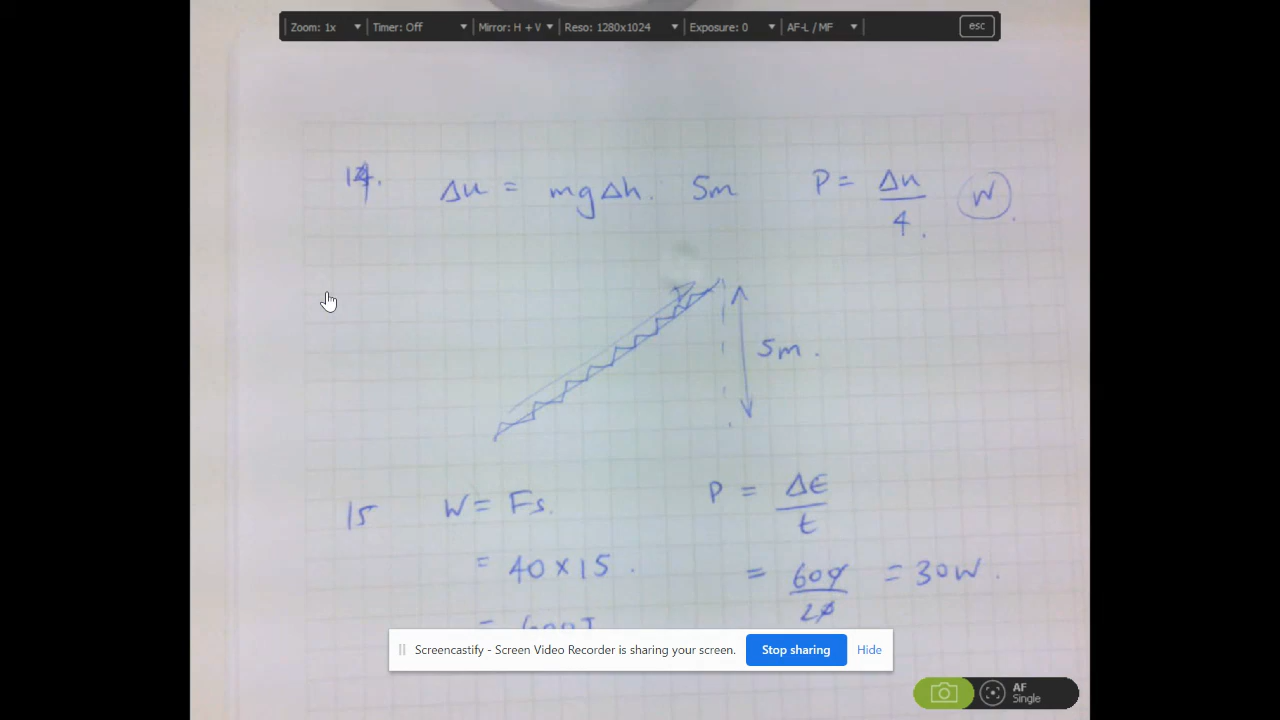 Zoom: 1x Timer: Off Mirror: H + V Reso: 1280x1024 Exposure: 0 AF-L / MF esc
14. Δu = mgΔh. 5m P = Δu / 4. W
5m.
15 W = Fs. P = ΔE / t
= 40 × 15. = 600 / 20 = 30W.
= 600J
Screencastify - Screen Video Recorder is sharing your screen. Stop sharing Hide
AF
Single